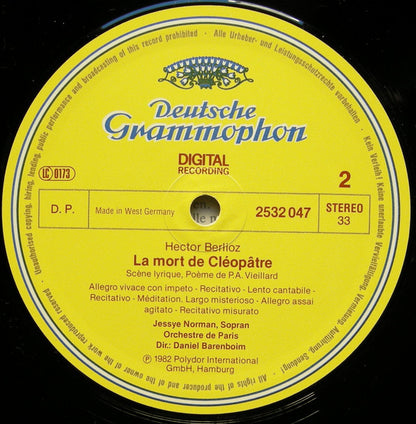 Unauthorised copying, hiring, lending, public performance and broadcasting of this record prohibited · Alle Urheber- und Leistungsschutzrechte vorbehalten · Kein Verleih! Keine unerlaubte Vervielfältigung, Vermietung, Aufführung, Sendung! · All rights of the producer and of the owner of the work reproduced reserved ·
Deutsche
Grammophon
DIGITAL
RECORDING
LC 0173
2
D. P.
Made in West Germany
2532 047
STEREO
33
Hector Berlioz
La mort de Cléopâtre
Scène lyrique, Poème de P.A. Vieillard
Allegro vivace con impeto - Recitativo - Lento cantabile -
Recitativo - Méditation. Largo misterioso - Allegro assai
agitato - Recitativo misurato
Jessye Norman, Sopran
Orchestre de Paris
Dir.: Daniel Barenboim
Ⓟ 1982 Polydor International
GmbH, Hamburg